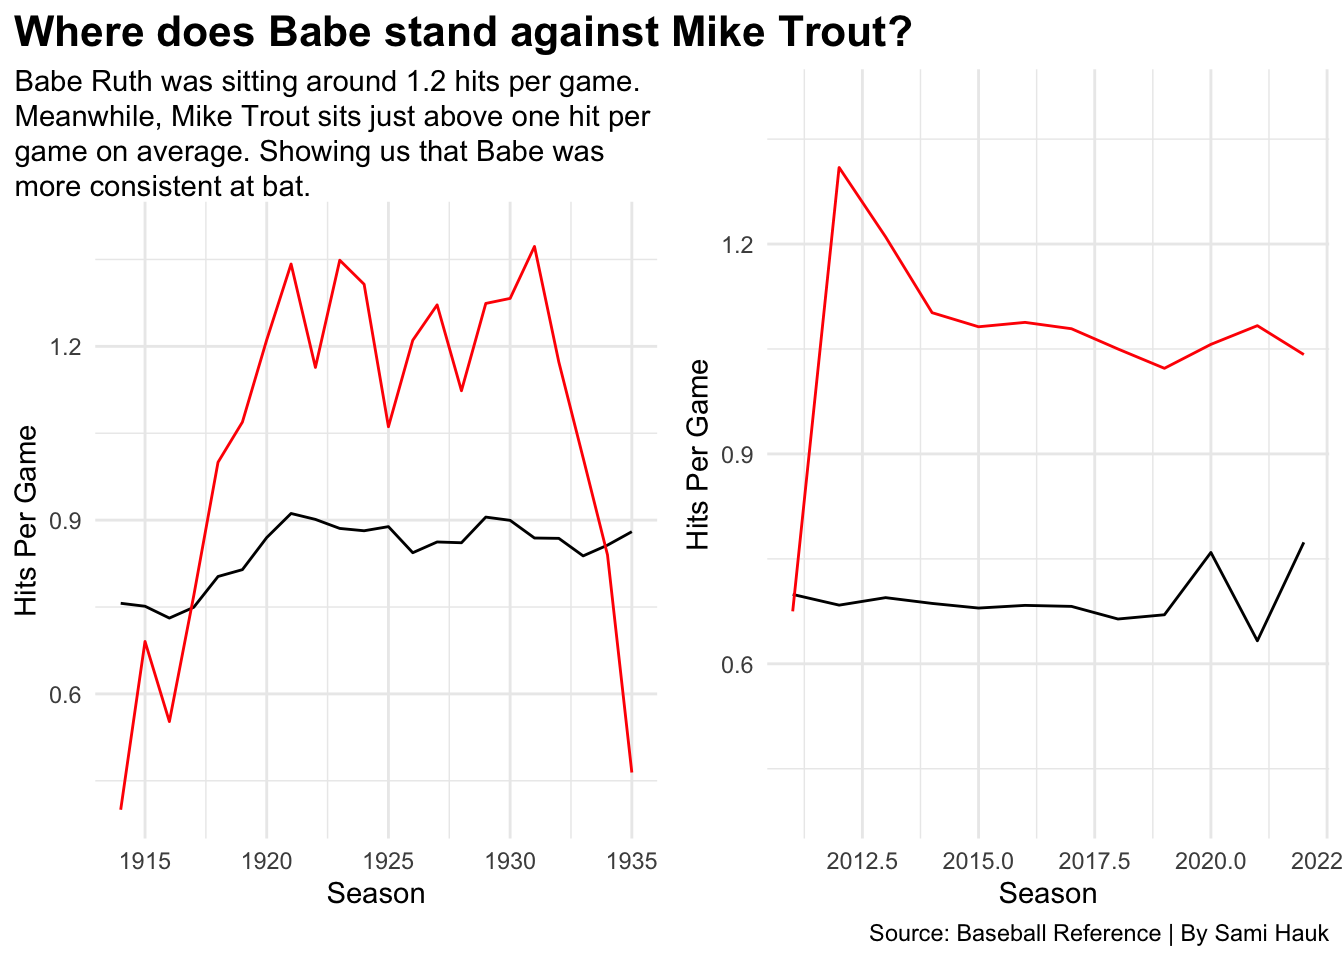 Where does Babe stand against Mike Trout?
Babe Ruth was sitting around 1.2 hits per game.
Meanwhile, Mike Trout sits just above one hit per
game on average. Showing us that Babe was
more consistent at bat.
Hits Per Game
1.2
0.9
0.6
1915 1920 1925 1930 1935
Season
Hits Per Game
1.2
0.9
0.6
2012.5 2015.0 2017.5 2020.0 2022
Season
Source: Baseball Reference | By Sami Hauk